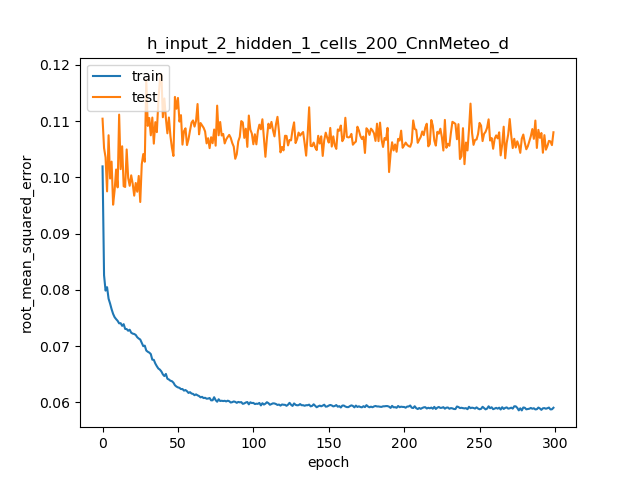 h_input_2_hidden_1_cells_200_CnnMeteo_d
train
test
root_mean_squared_error
0.12
0.11
0.10
0.09
0.08
0.07
0.06
0
50
100
150
200
250
300
epoch